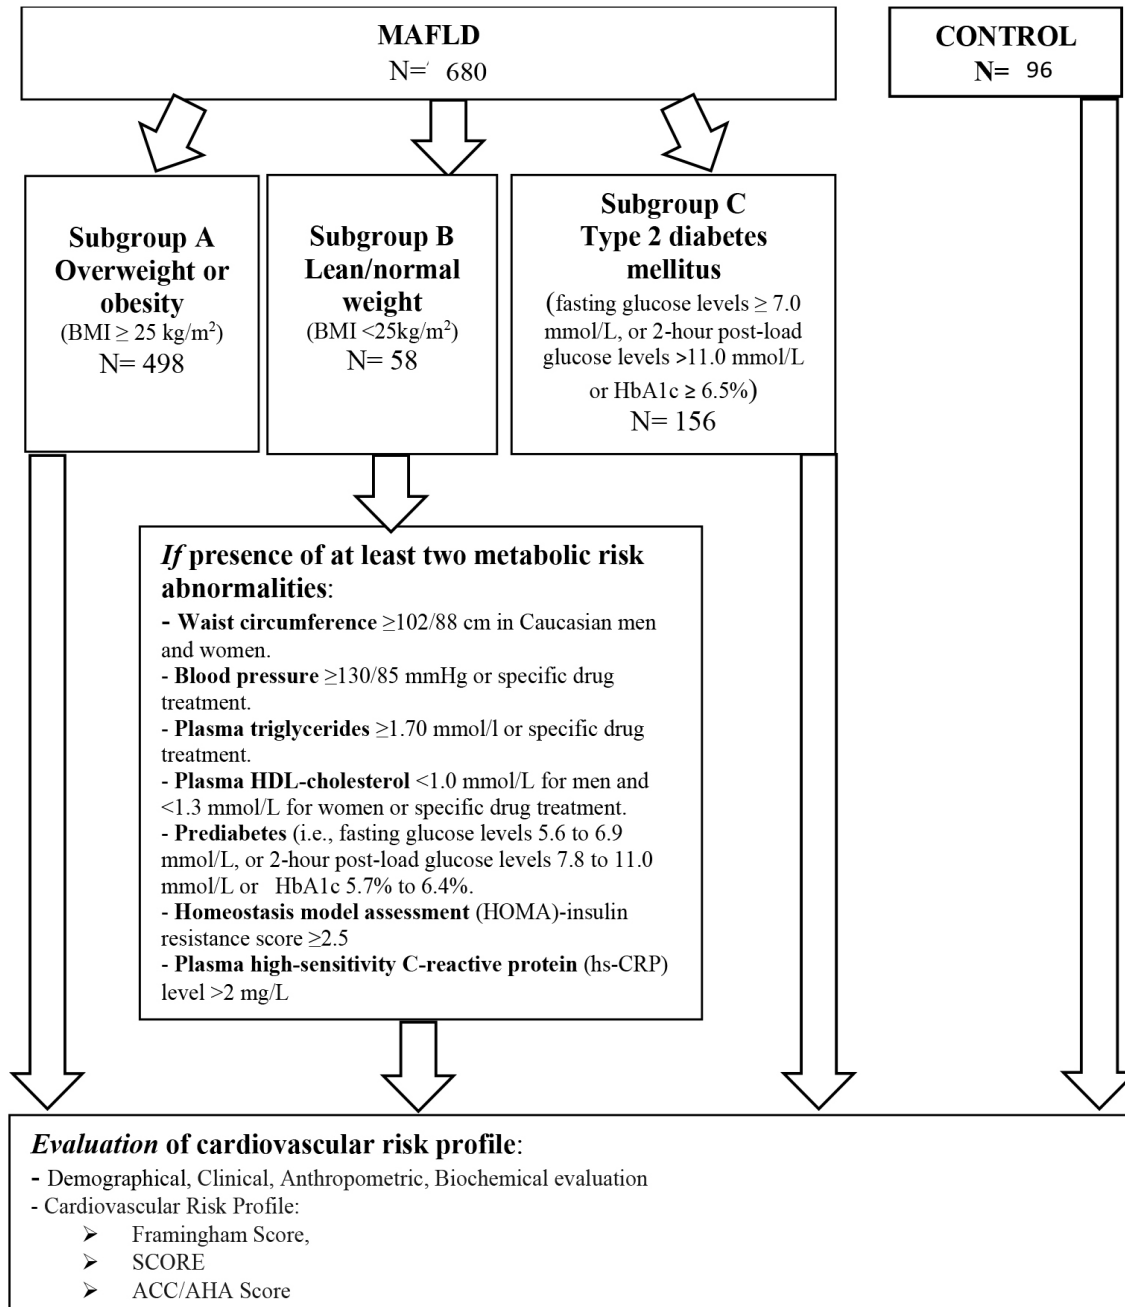 MAFLD
N= 680
CONTROL
N= 96
Subgroup A
Overweight or
obesity
(BMI ≥ 25 kg/m²)
N= 498
Subgroup B
Lean/normal
weight
(BMI <25kg/m²)
N= 58
Subgroup C
Type 2 diabetes
mellitus
(fasting glucose levels ≥ 7.0
mmol/L, or 2-hour post-load
glucose levels >11.0 mmol/L
or HbA1c ≥ 6.5%)
N= 156
If presence of at least two metabolic risk
abnormalities:
- Waist circumference ≥102/88 cm in Caucasian men
and women.
- Blood pressure ≥130/85 mmHg or specific drug
treatment.
- Plasma triglycerides ≥1.70 mmol/l or specific drug
treatment.
- Plasma HDL-cholesterol <1.0 mmol/L for men and
<1.3 mmol/L for women or specific drug treatment.
- Prediabetes (i.e., fasting glucose levels 5.6 to 6.9
mmol/L, or 2-hour post-load glucose levels 7.8 to 11.0
mmol/L or HbA1c 5.7% to 6.4%.
- Homeostasis model assessment (HOMA)-insulin
resistance score ≥2.5
- Plasma high-sensitivity C-reactive protein (hs-CRP)
level >2 mg/L
Evaluation of cardiovascular risk profile:
- Demographical, Clinical, Anthropometric, Biochemical evaluation
- Cardiovascular Risk Profile:
➢ Framingham Score,
➢ SCORE
➢ ACC/AHA Score